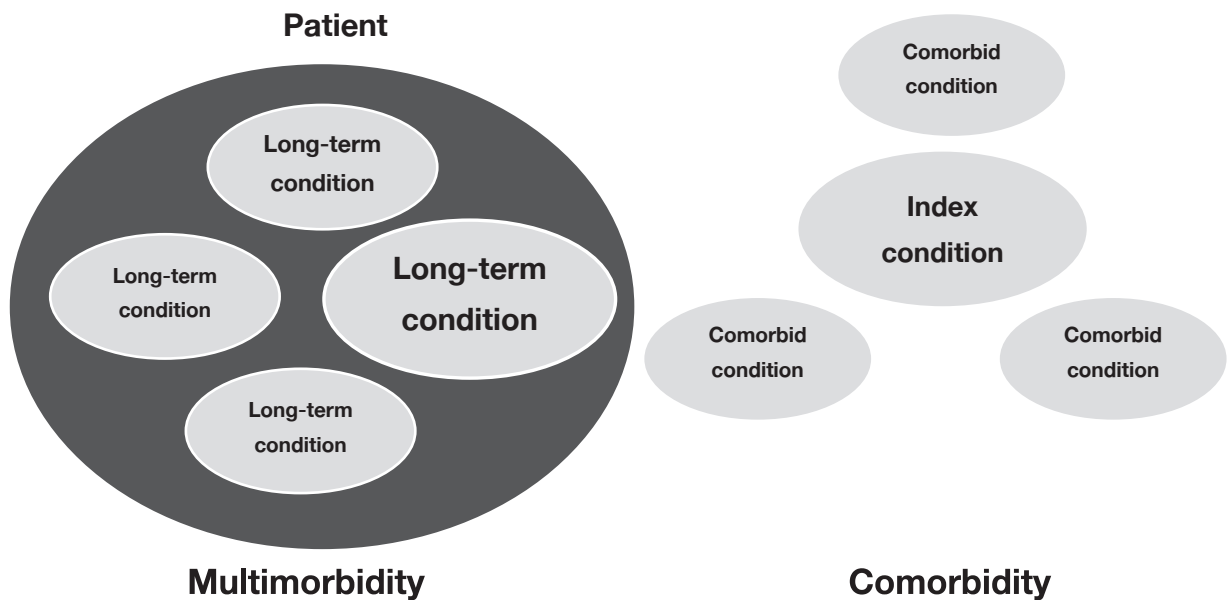 Patient
Long-term
condition
Long-term
condition
Long-term
condition
Long-term
condition
Multimorbidity
Comorbid
condition
Index
condition
Comorbid
condition
Comorbid
condition
Comorbidity